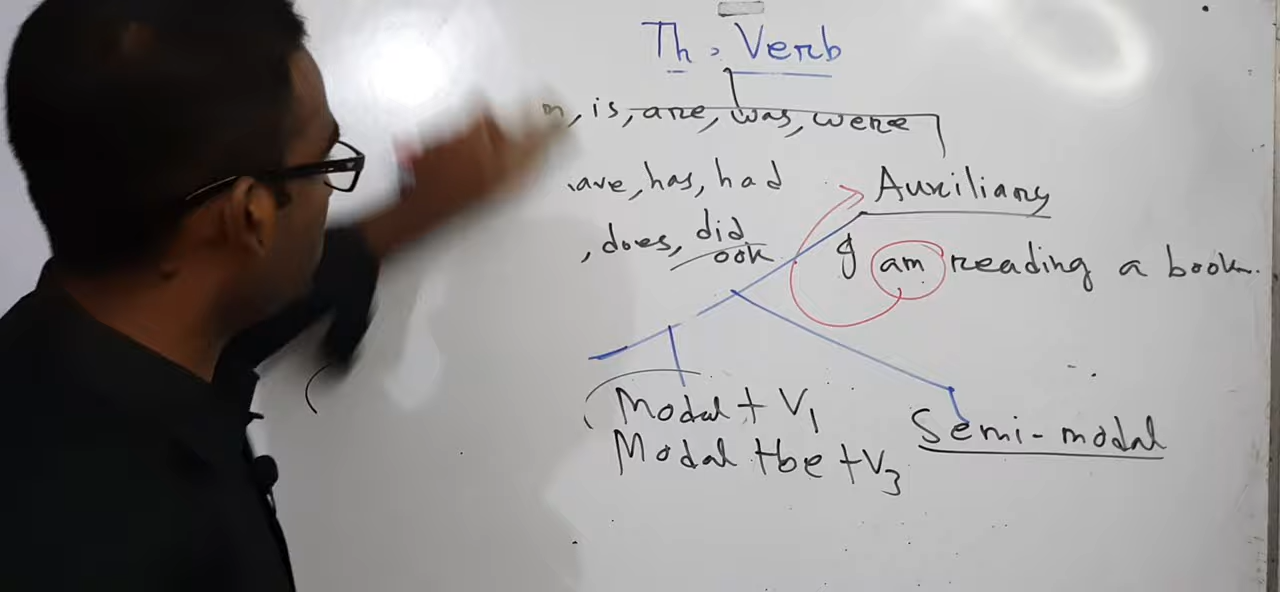 Th > Verb
is, are, was, were
ave, has, had
Auxiliary
, does, did
ook
I am reading a book.
Modal + V1
Modal + be + V3
Semi-modal